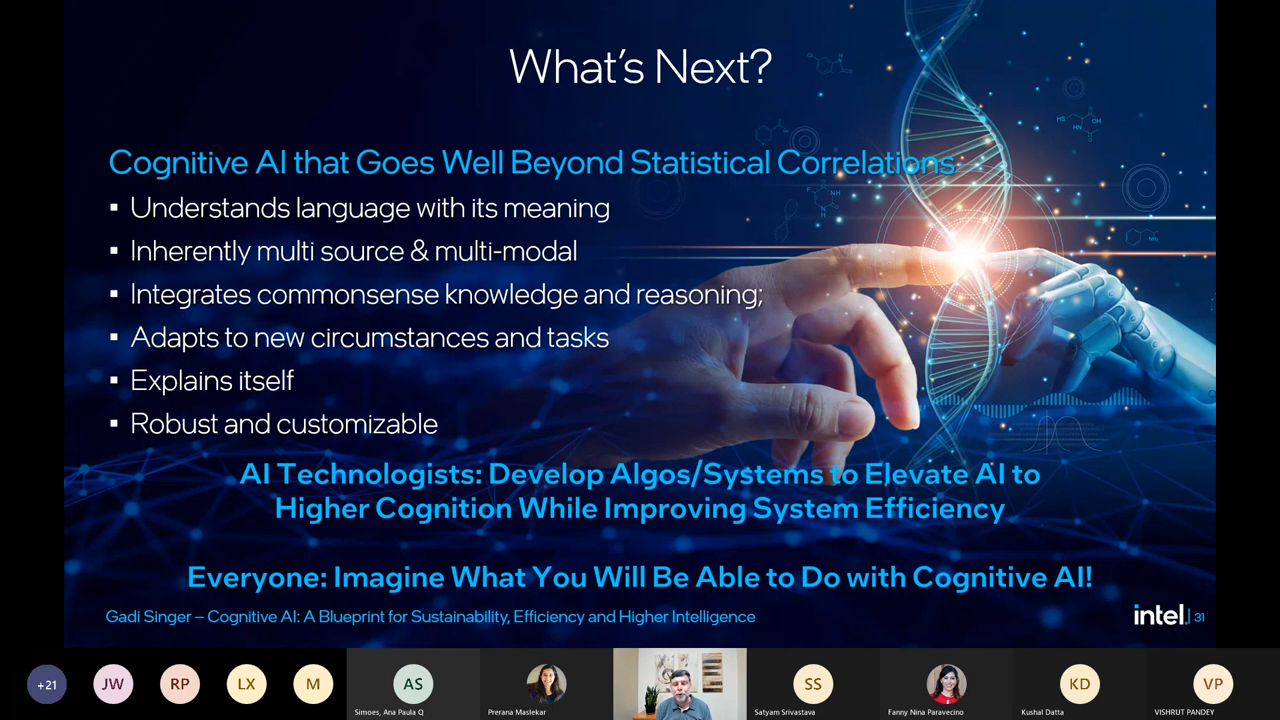 What's Next?
Cognitive AI that Goes Well Beyond Statistical Correlations:
▪ Understands language with its meaning
▪ Inherently multi source & multi-modal
▪ Integrates commonsense knowledge and reasoning;
▪ Adapts to new circumstances and tasks
▪ Explains itself
▪ Robust and customizable
AI Technologists: Develop Algos/Systems to Elevate AI to
Higher Cognition While Improving System Efficiency
Everyone: Imagine What You Will Be Able to Do with Cognitive AI!
Gadi Singer – Cognitive AI: A Blueprint for Sustainability, Efficiency and Higher Intelligence
intel. | 31
HS
OH
HN
F
NH
N
H
NH₂
+21
JW
RP
LX
M
AS
SS
KD
VP
Simoes, Ana Paula Q
Prerana Maslekar
Satyam Srivastava
Fanny Nina Paravecino
Kushal Datta
VISHRUT PANDEY